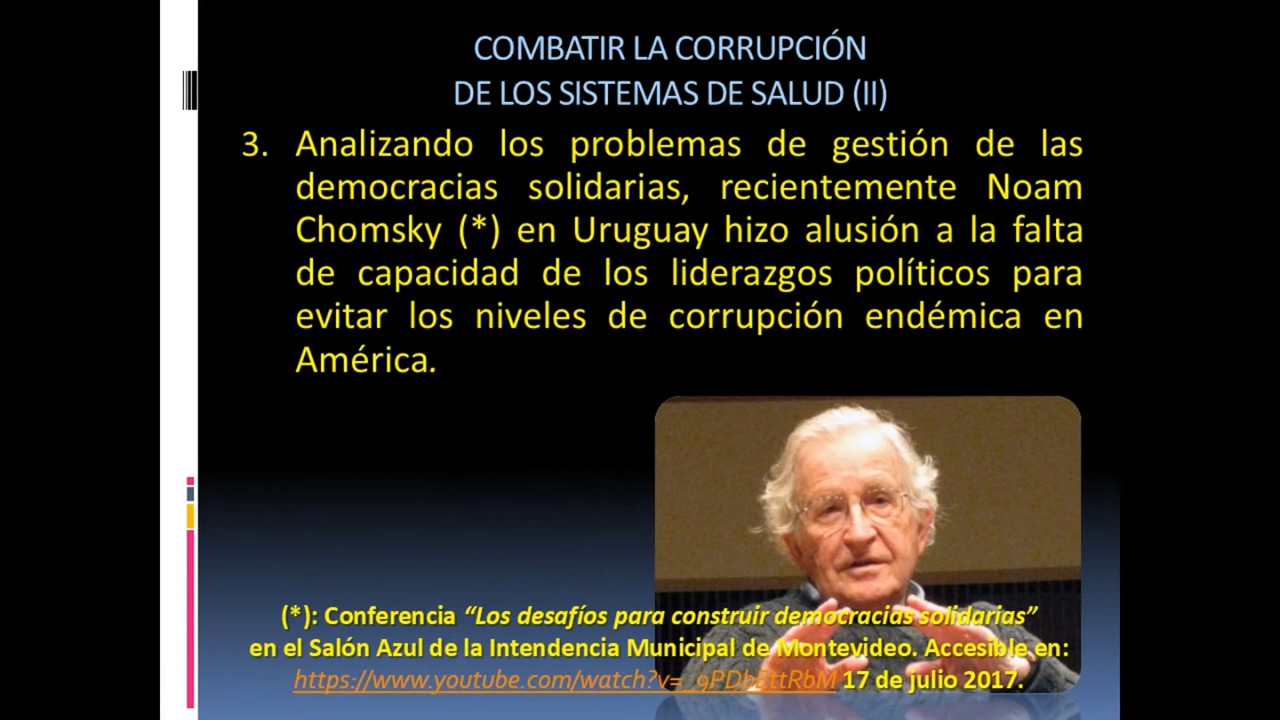 COMBATIR LA CORRUPCIÓN
DE LOS SISTEMAS DE SALUD (II)
3. Analizando los problemas de gestión de las
democracias solidarias, recientemente Noam
Chomsky (*) en Uruguay hizo alusión a la falta
de capacidad de los liderazgos políticos para
evitar los niveles de corrupción endémica en
América.
(*): Conferencia “Los desafíos para construir democracias solidarias”
en el Salón Azul de la Intendencia Municipal de Montevideo. Accesible en:
17 de julio 2017.